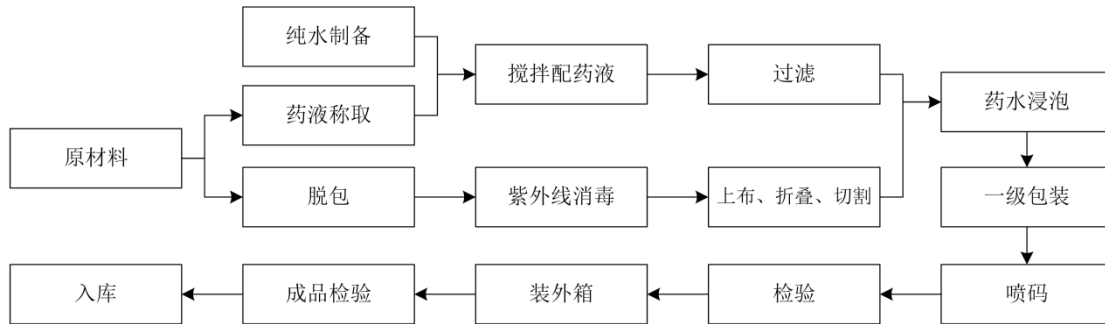 纯水制备
搅拌配药液
过滤
药液称取
药水浸泡
原材料
脱包
紫外线消毒
上布、折叠、切割
一级包装
入库
成品检验
装外箱
检验
喷码